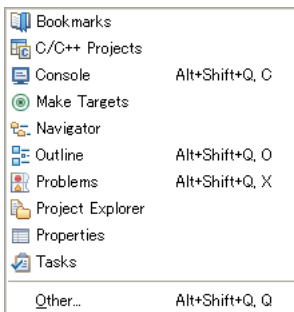 Bookmarks
C/C++ Projects
Console Alt+Shift+Q, C
Make Targets
Navigator
Outline Alt+Shift+Q, O
Problems Alt+Shift+Q, X
Project Explorer
Properties
Tasks
Other... Alt+Shift+Q, Q